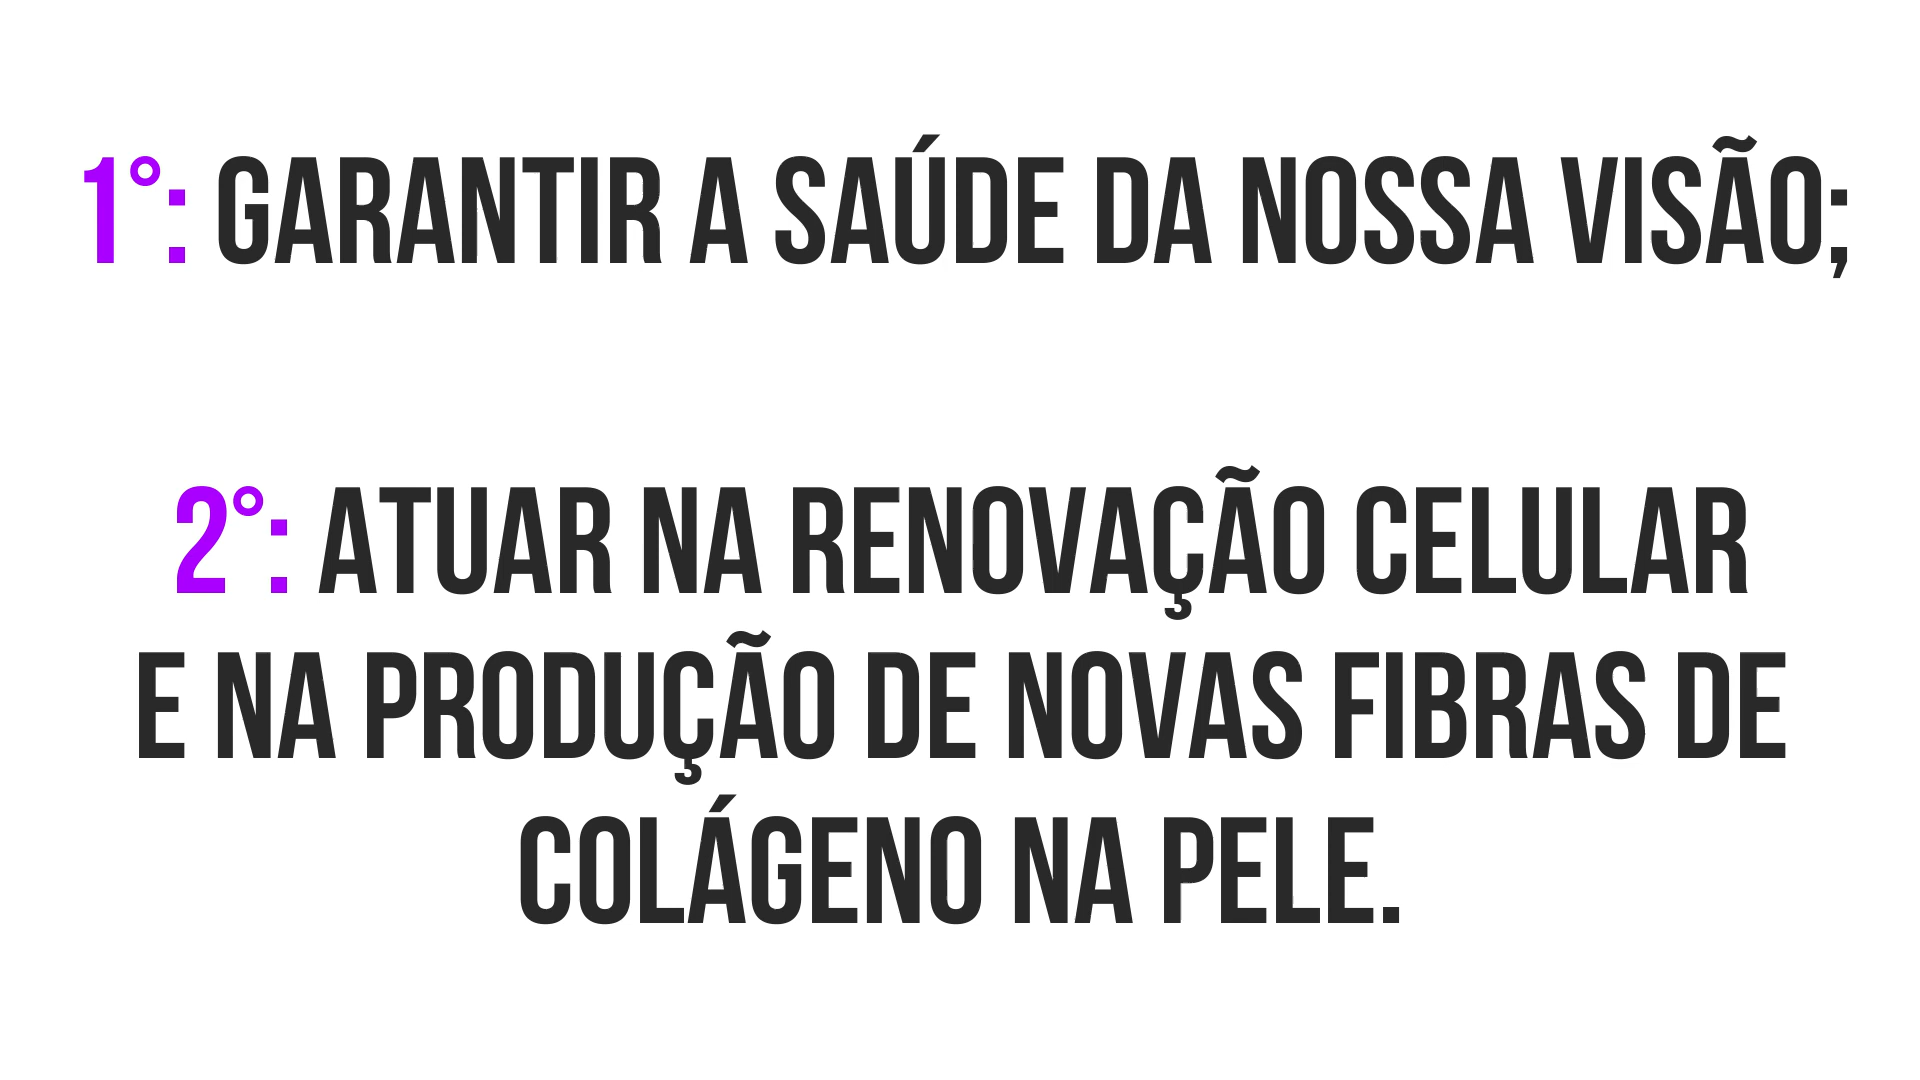 1°: GARANTIR A SAÚDE DA NOSSA VISÃO;
2°: ATUAR NA RENOVAÇÃO CELULAR
E NA PRODUÇÃO DE NOVAS FIBRAS DE
COLÁGENO NA PELE.